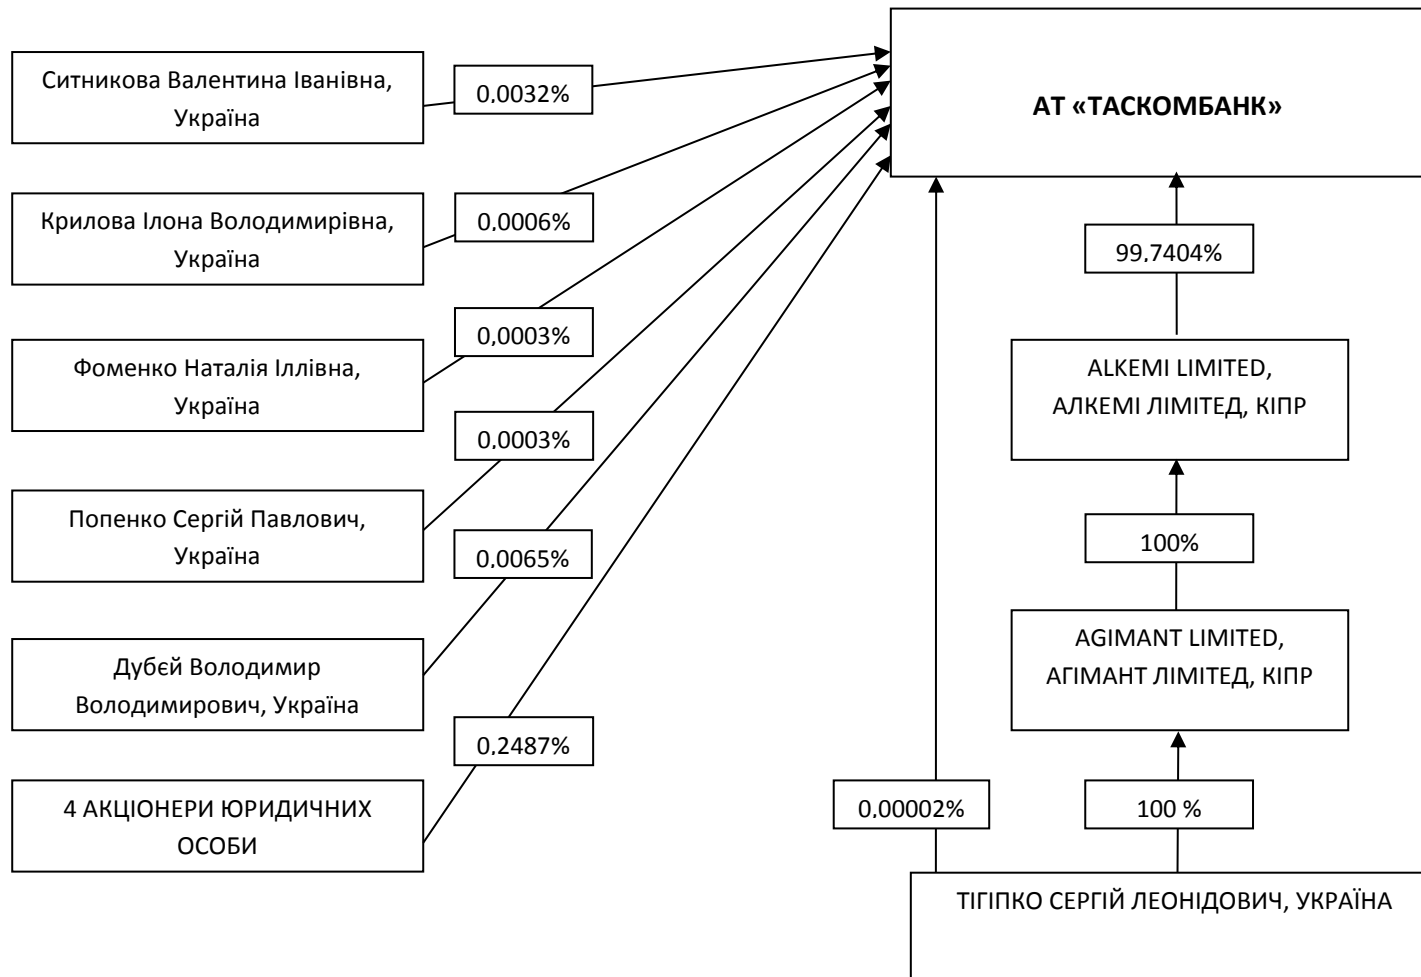 Ситникова Валентина Іванівна,
Україна
0,0032%
АТ «ТАСКОМБАНК»
Крилова Ілона Володимирівна,
Україна
0,0006%
99,7404%
Фоменко Наталія Іллівна,
Україна
0,0003%
ALKEMI LIMITED,
АЛКЕМІ ЛІМІТЕД, КІПР
0,0003%
Попенко Сергій Павлович,
Україна
0,0065%
100%
Дубєй Володимир
Володимирович, Україна
AGIMANT LIMITED,
АГІМАНТ ЛІМІТЕД, КІПР
0,2487%
4 АКЦІОНЕРИ ЮРИДИЧНИХ
ОСОБИ
0,00002%
100 %
ТІГІПКО СЕРГІЙ ЛЕОНІДОВИЧ, УКРАЇНА